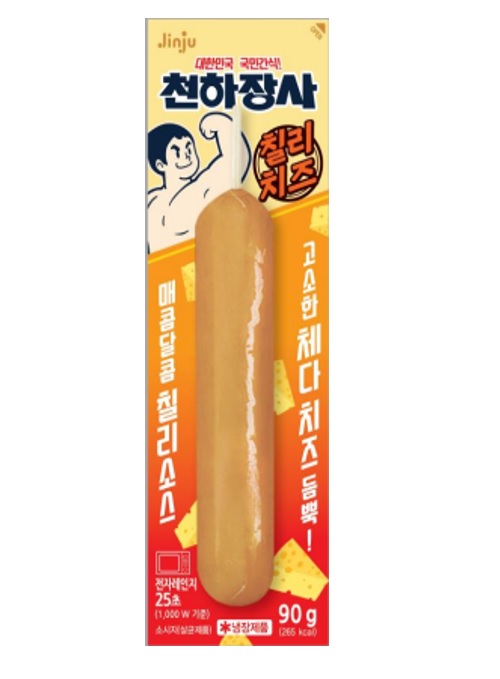 Jinju
OPEN
대한민국 국민간식!
천하장사
칠리
치즈
고소한 체다치즈 듬뿍!
매콤달콤 칠리소스
전자레인지
25초
(1,000 W 기준)
소시지(살균제품)
냉장제품
90 g
(265 kcal)